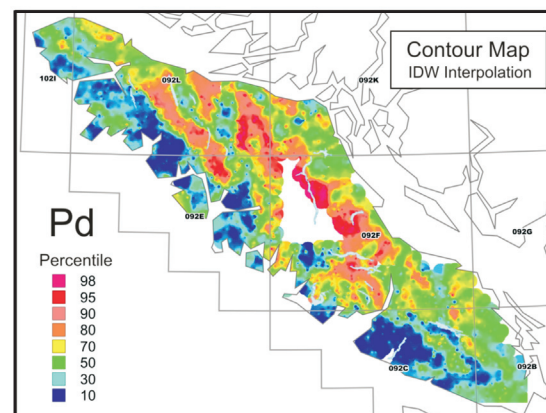 Contour Map
IDW Interpolation
102I
092L
092K
092E
092F
092G
092C
092B
Pd
Percentile
98
95
90
80
70
50
30
10